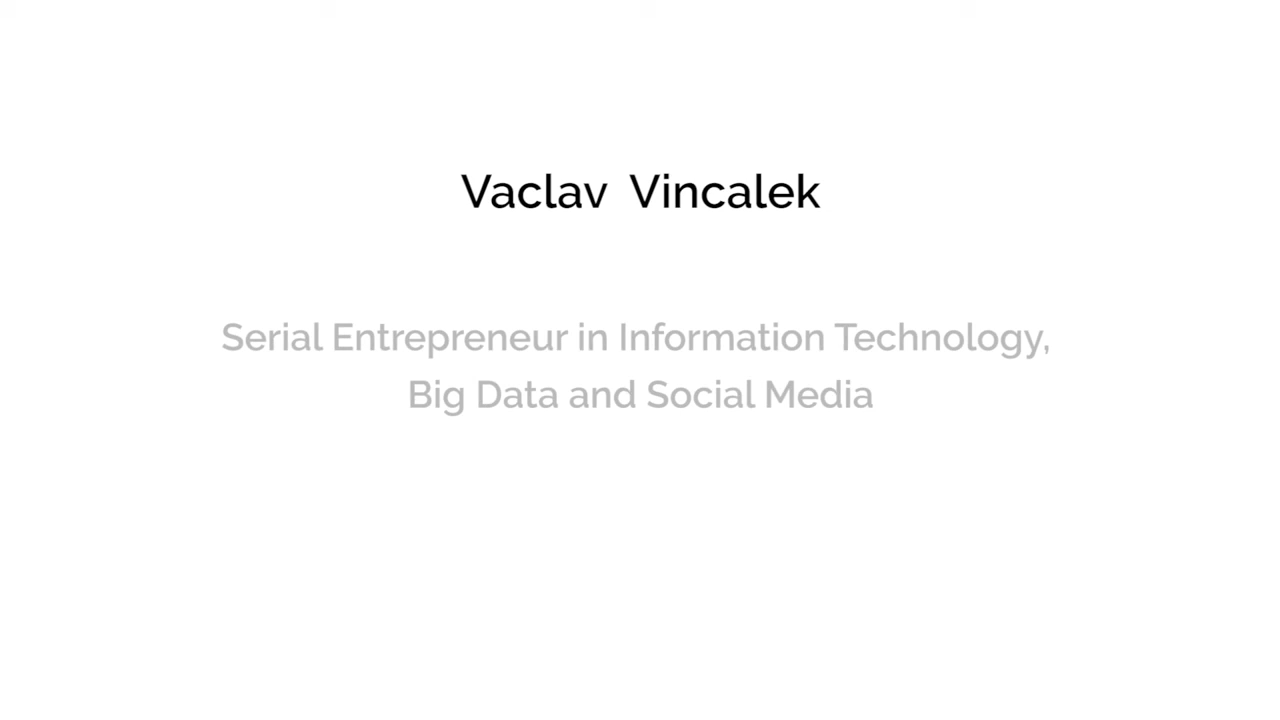 Vaclav Vincalek
Serial Entrepreneur in Information Technology,
Big Data and Social Media